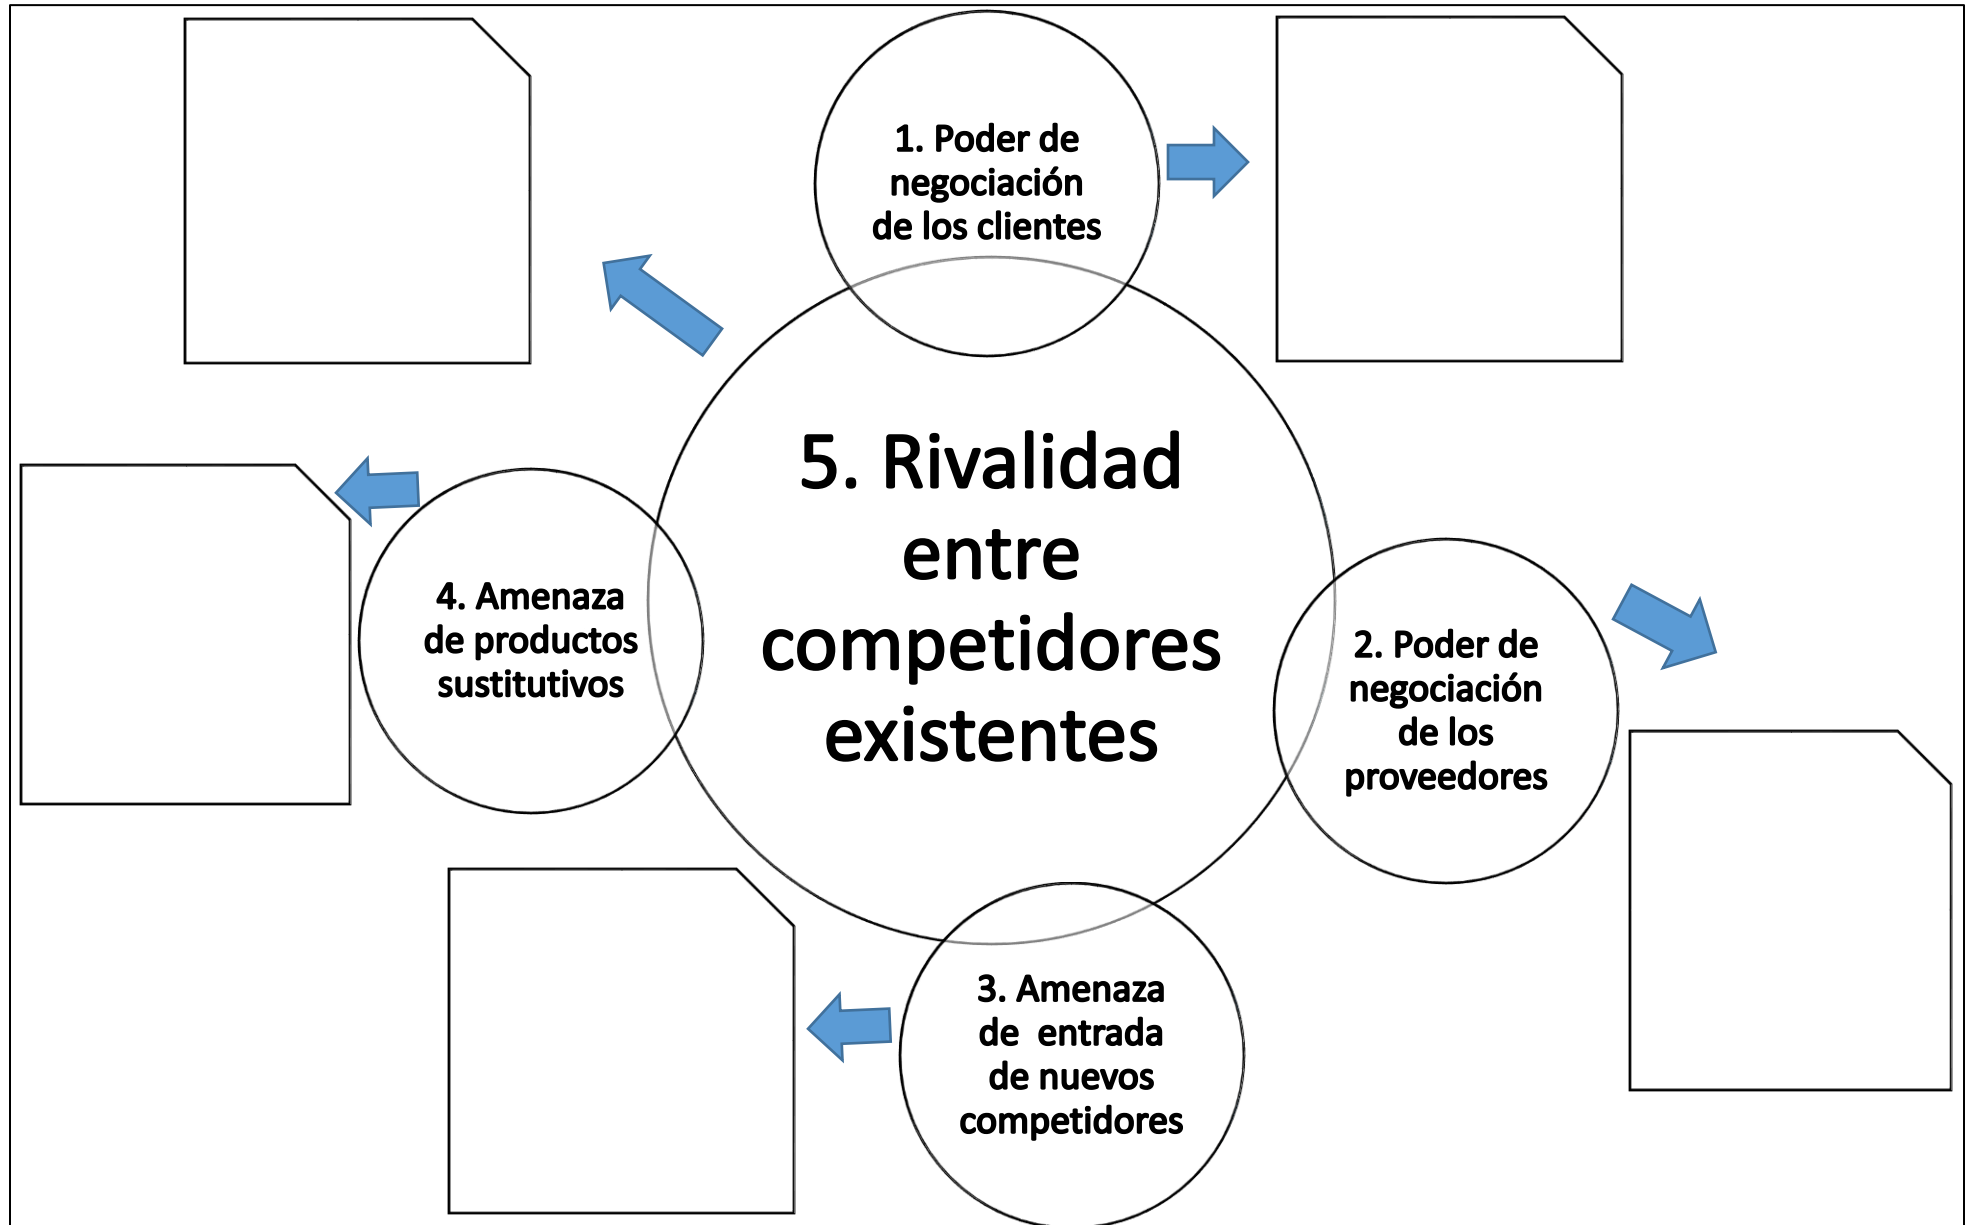 1. Poder de
negociación
de los clientes
5. Rivalidad
entre
competidores
existentes
4. Amenaza
de productos
sustitutivos
2. Poder de
negociación
de los
proveedores
3. Amenaza
de  entrada
de nuevos
competidores